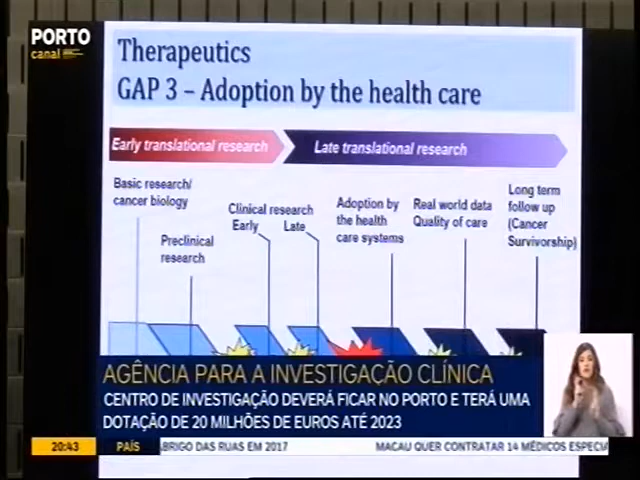 PORTO
canal
Therapeutics
GAP 3 – Adoption by the health care
Early translational research
Late translational research
Basic research/
cancer biology
Preclinical
research
Clinical research
Early Late
Adoption by
the health
care systems
Real world data
Quality of care
Long term
follow up
(Cancer
Survivorship)
AGÊNCIA PARA A INVESTIGAÇÃO CLÍNICA
CENTRO DE INVESTIGAÇÃO DEVERÁ FICAR NO PORTO E TERÁ UMA
DOTAÇÃO DE 20 MILHÕES DE EUROS ATÉ 2023
20:43 PAÍS BRIGO DAS RUAS EM 2017 MACAU QUER CONTRATAR 14 MÉDICOS ESPECIA